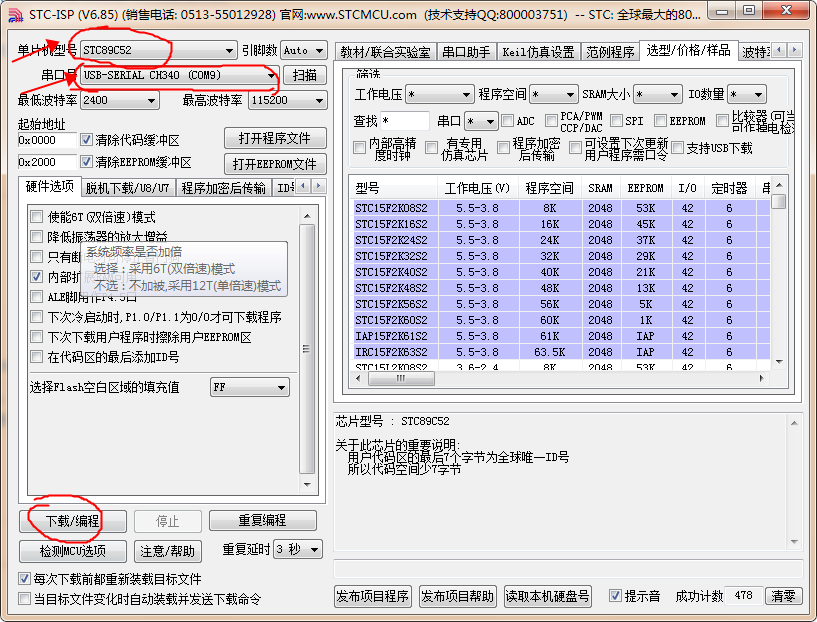 STC-ISP (V6.85) (销售电话: 0513-55012928) 官网:www.STCMCU.com (技术支持QQ:800003751) -- STC: 全球最大的80...
单片机型号 STC89C52 引脚数 Auto
串口号 USB-SERIAL CH340 (COM9) 扫描
最低波特率 2400 最高波特率 115200
起始地址
0x0000 清除代码缓冲区 打开程序文件
0x2000 清除EEPROM缓冲区 打开EEPROM文件
硬件选项 脱机下载/U8/U7 程序加密后传输 ID号
使能6T(双倍速)模式
降低振荡器的放大增益
只有
系统频率是否加倍
选择：采用6T(双倍速)模式
不选：不加被,采用12T(单倍速)模式
内部扩
ALE脚用作P4.5口
下次冷启动时,P1.0/P1.1为0/0才可下载程序
下次下载用户程序时擦除用户EEPROM区
在代码区的最后添加ID号
选择Flash空白区域的填充值 FF
下载/编程 停止 重复编程
检测MCU选项 注意/帮助 重复延时 3 秒
每次下载前都重新装载目标文件
当目标文件变化时自动装载并发送下载命令
教材/联合实验室 串口助手 Keil仿真设置 范例程序 选型/价格/样品 波特
筛选
工作电压 * 程序空间 * SRAM大小 * IO数量 *
查找 * 串口 * ADC PCA/PWM CCP/DAC SPI EEPROM 比较器(可当 可作掉电检
内部高精度时钟 有专用仿真芯片 程序加密后传输 可设置下次更新用户程序需口令 支持USB下载
型号 工作电压(V) 程序空间 SRAM EEPROM I/O 定时器 串
STC15F2K08S2 5.5-3.8 8K 2048 53K 42 6
STC15F2K16S2 5.5-3.8 16K 2048 45K 42 6
STC15F2K24S2 5.5-3.8 24K 2048 37K 42 6
STC15F2K32S2 5.5-3.8 32K 2048 29K 42 6
STC15F2K40S2 5.5-3.8 40K 2048 21K 42 6
STC15F2K48S2 5.5-3.8 48K 2048 13K 42 6
STC15F2K56S2 5.5-3.8 56K 2048 5K 42 6
STC15F2K60S2 5.5-3.8 60K 2048 1K 42 6
IAP15F2K61S2 5.5-3.8 61K 2048 IAP 42 6
IRC15F2K63S2 5.5-3.8 63.5K 2048 IAP 42 6
STC15L2K08S2 3.6-2.4 8K 2048 53K 42 6
芯片型号 : STC89C52
关于此芯片的重要说明:
用户代码区的最后7个字节为全球唯一ID号
所以代码空间少7字节
发布项目程序 发布项目帮助 读取本机硬盘号 提示音 成功计数 478 清零